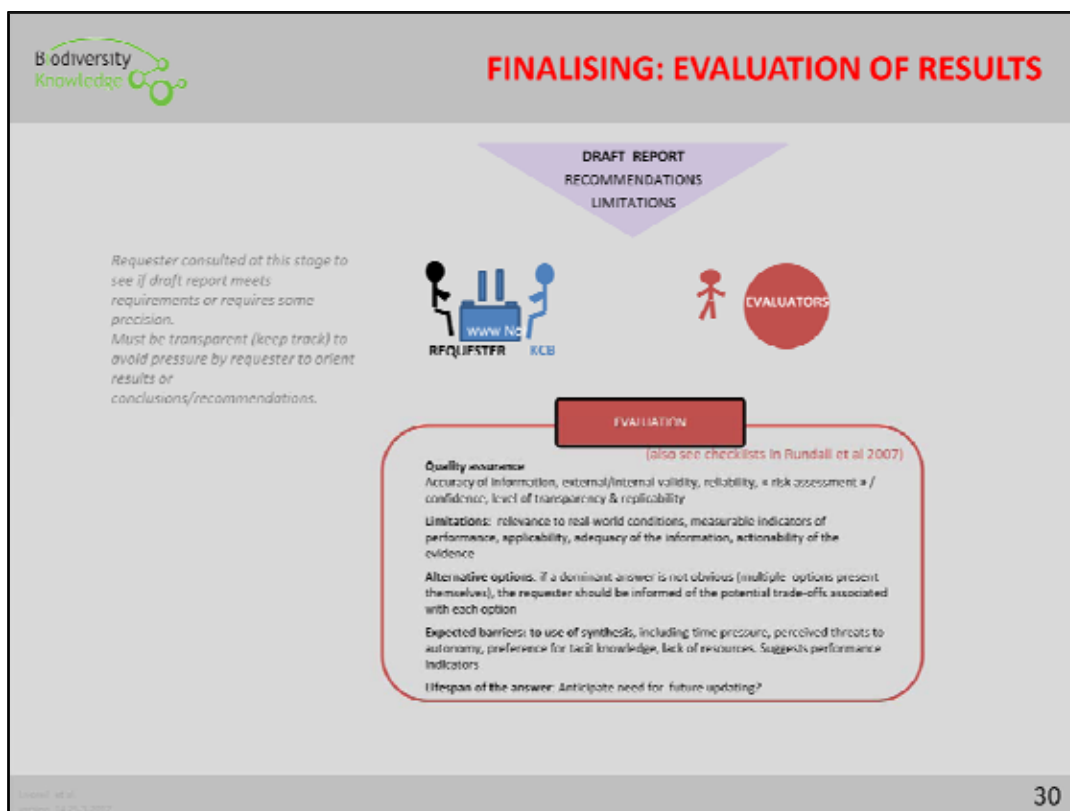 Biodiversity
Knowledge
FINALISING: EVALUATION OF RESULTS
DRAFT REPORT
RECOMMENDATIONS
LIMITATIONS
Requester consulted at this stage to
see if draft report meets
requirements or requires some
precision.
Must be transparent (keep track) to
avoid pressure by requester to orient
results or
conclusions/recommendations.
www No
REQUESTER KCB
EVALUATORS
EVALUATION
(also see checklists in Rundall et al 2007)
Quality assurance
Accuracy of information, external/internal validity, reliability, « risk assessment » /
confidence, level of transparency & replicability
Limitations: relevance to real-world conditions, measurable indicators of
performance, applicability, adequacy of the information, actionability of the
evidence
Alternative options: if a dominant answer is not obvious (multiple options present
themselves), the requester should be informed of the potential trade-offs associated
with each option
Expected barriers: to use of synthesis, including time pressure, perceived threats to
autonomy, preference for tacit knowledge, lack of resources. Suggests performance
indicators
Lifespan of the answer: Anticipate need for future updating?
30